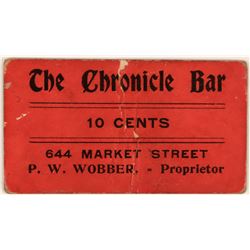 The Chronicle Bar
10 CENTS
644 MARKET STREET
P. W. WOBBER. - Proprietor